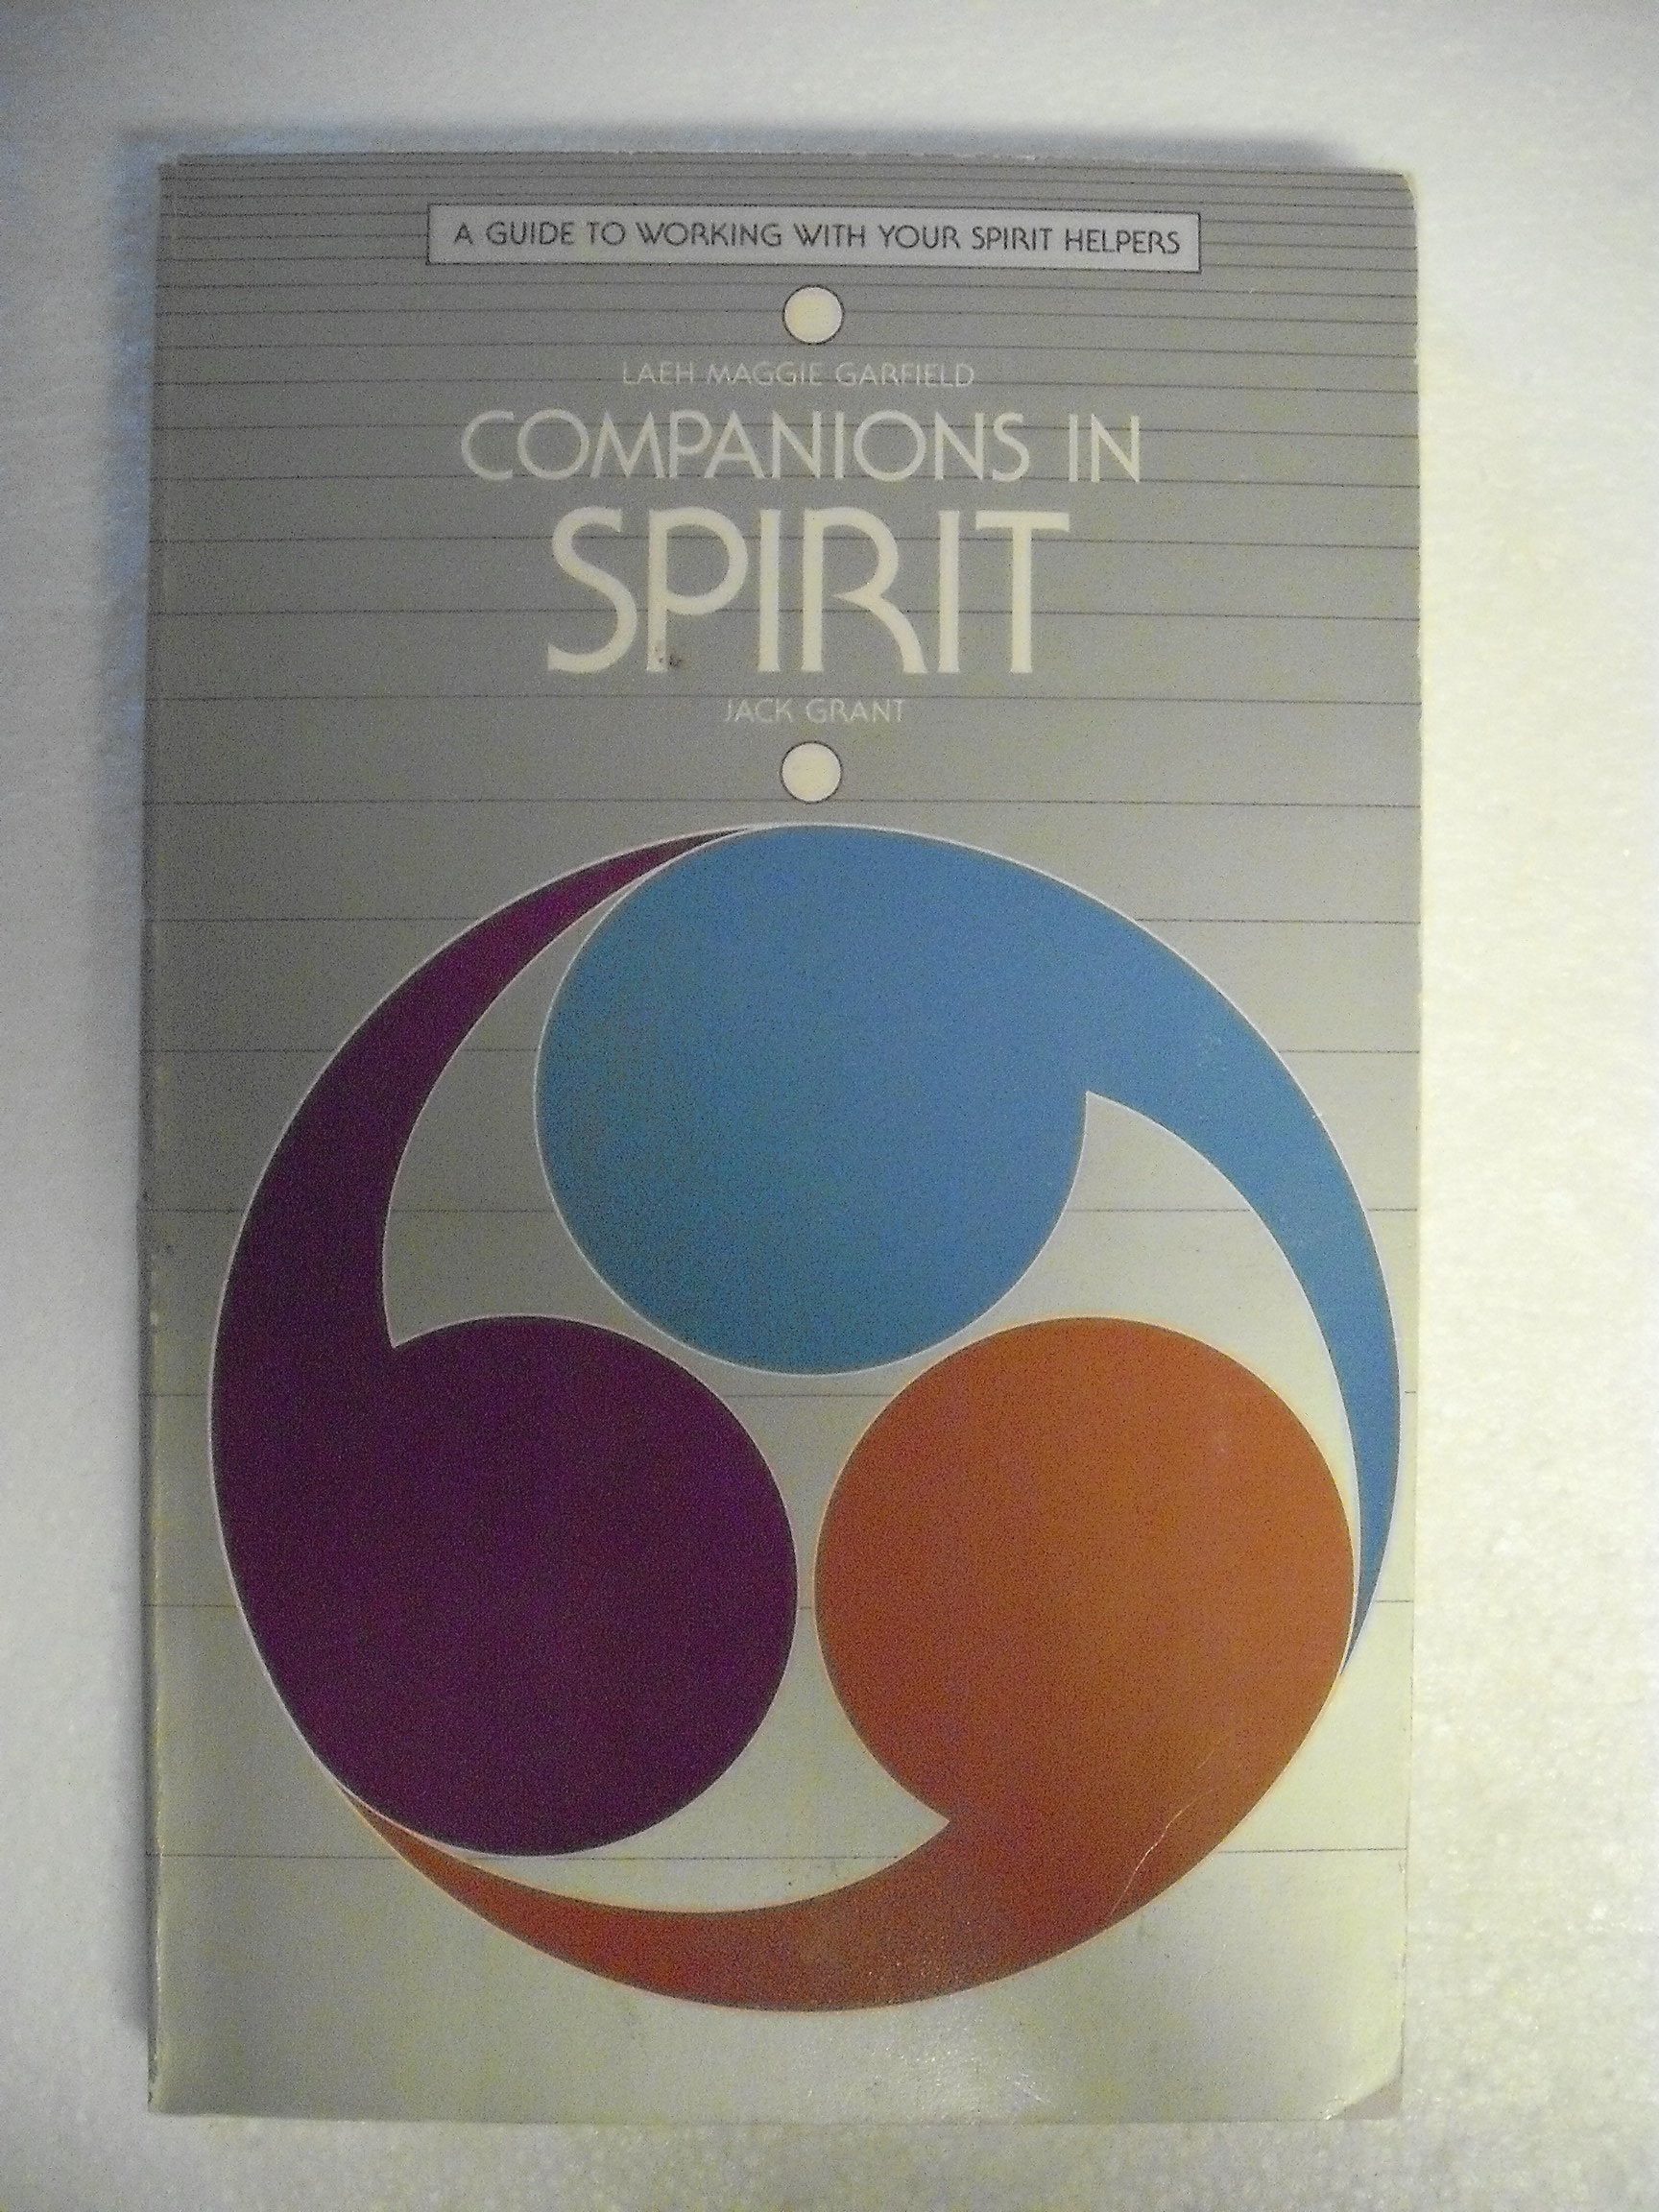 A GUIDE TO WORKING WITH YOUR SPIRIT HELPERS
LAEH MAGGIE GARFIELD
COMPANIONS IN
SPIRIT
JACK GRANT